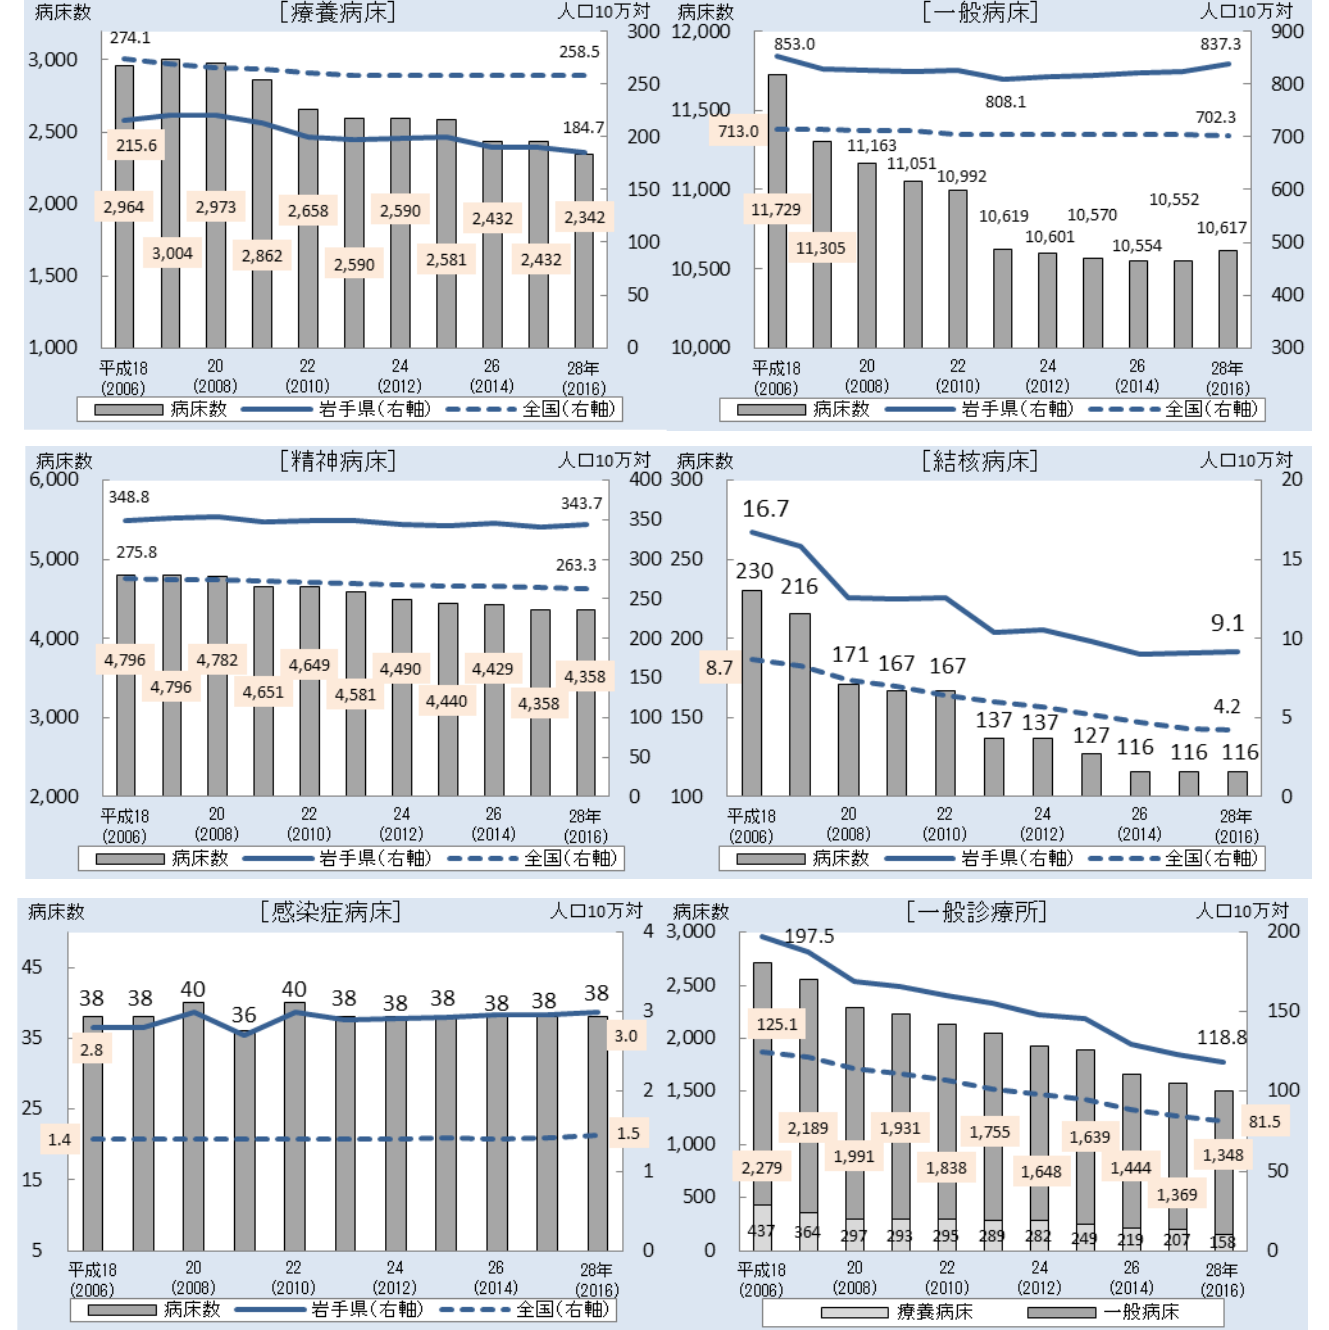 病床数 [療養病床] 人口10万対
274.1 258.5
3,000 2,500 2,000 1,500 1,000
300 250 200 150 100 50 0
215.6 184.7
2,964 3,004 2,973 2,862 2,658 2,590 2,590 2,581 2,432 2,432 2,342
平成18 20 22 24 26 28年
(2006) (2008) (2010) (2012) (2014) (2016)
病床数 岩手県(右軸) 全国(右軸)
病床数 [一般病床] 人口10万対
12,000 11,500 11,000 10,500 10,000
900 800 700 600 500 400 300
853.0 808.1 837.3
713.0 702.3
11,729 11,305 11,163 11,051 10,992 10,619 10,601 10,570 10,554 10,552 10,617
平成18 20 22 24 26 28年
(2006) (2008) (2010) (2012) (2014) (2016)
病床数 岩手県(右軸) 全国(右軸)
病床数 [精神病床] 人口10万対
6,000 5,000 4,000 3,000 2,000
400 350 300 250 200 150 100 50 0
348.8 343.7
275.8 263.3
4,796 4,796 4,782 4,651 4,649 4,581 4,490 4,440 4,429 4,358 4,358
平成18 20 22 24 26 28年
(2006) (2008) (2010) (2012) (2014) (2016)
病床数 岩手県(右軸) 全国(右軸)
病床数 [結核病床] 人口10万対
300 250 200 150 100
20 15 10 5 0
16.7 9.1
8.7 4.2
230 216 171 167 167 137 137 127 116 116 116
平成18 20 22 24 26 28年
(2006) (2008) (2010) (2012) (2014) (2016)
病床数 岩手県(右軸) 全国(右軸)
病床数 [感染症病床] 人口10万対
45 35 25 15 5
4 3 2 1 0
38 38 40 36 40 38 38 38 38 38 38
2.8 3.0
1.4 1.5
平成18 20 22 24 26 28年
(2006) (2008) (2010) (2012) (2014) (2016)
病床数 岩手県(右軸) 全国(右軸)
病床数 [一般診療所] 人口10万対
3,000 2,500 2,000 1,500 1,000 500 0
200 150 100 50 0
197.5 118.8
125.1 81.5
2,279 2,189 1,991 1,931 1,838 1,755 1,648 1,639 1,444 1,369 1,348
437 364 297 293 295 289 282 249 219 207 158
平成18 20 22 24 26 28年
(2006) (2008) (2010) (2012) (2014) (2016)
療養病床 一般病床